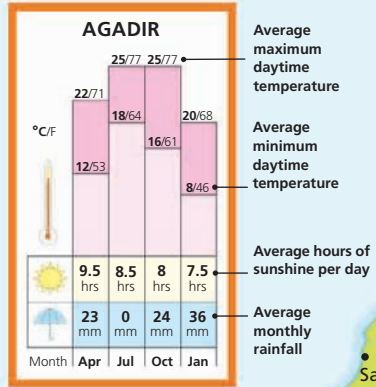 AGADIR
Average
maximum
daytime
temperature
25/77 25/77
22/71
18/64
20/68
°C/F
16/61
12/53
8/46
Average
minimum
daytime
temperature
9.5 8.5 8 7.5
hrs hrs hrs hrs
Average hours of
sunshine per day
23 0 24 36
mm mm mm mm
Average
monthly
rainfall
Month Apr Jul Oct Jan